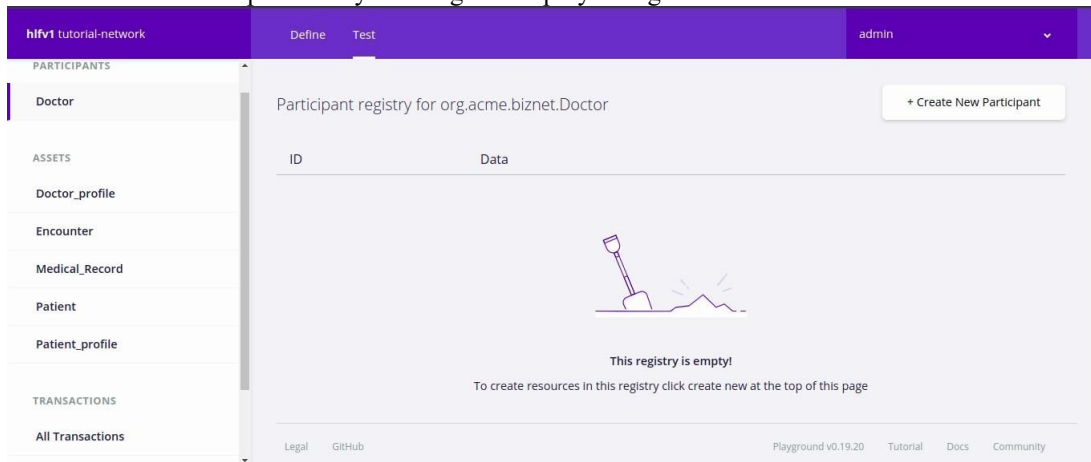 hlfv1 tutorial-network
Define Test
admin
PARTICIPANTS
Doctor
ASSETS
Doctor_profile
Encounter
Medical_Record
Patient
Patient_profile
TRANSACTIONS
All Transactions
Participant registry for org.acme.biznet.Doctor
+ Create New Participant
ID Data
This registry is empty!
To create resources in this registry click create new at the top of this page
Legal GitHub
Playground v0.19.20 Tutorial Docs Community